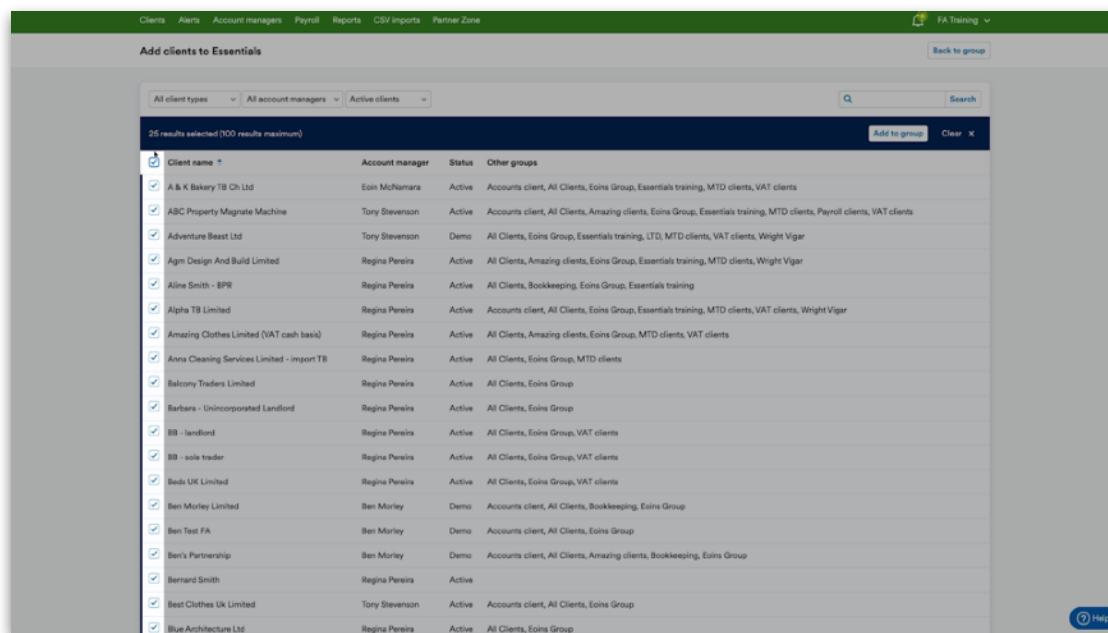 Clients Alerts Account managers Payroll Reports CSV imports Partner Zone FA Training
Add clients to Essentials Back to group
All client types All account managers Active clients Search
25 results selected (100 results maximum) Add to group Clear X
Client name Account manager Status Other groups
A & K Bakery TB Ch Ltd Eoin McNamara Active Accounts client, All Clients, Eoins Group, Essentials training, MTD clients, VAT clients
ABC Property Magnate Machine Tony Stevenson Active Accounts client, All Clients, Amazing clients, Eoins Group, Essentials training, MTD clients, Payroll clients, VAT clients
Adventure Beast Ltd Tony Stevenson Demo All Clients, Eoins Group, Essentials training, LTD, MTD clients, VAT clients, Wright Vigar
Agm Design And Build Limited Regina Pereira Active All Clients, Amazing clients, Eoins Group, Essentials training, MTD clients, Wright Vigar
Aline Smith - BPR Regina Pereira Active All Clients, Bookkeeping, Eoins Group, Essentials training
Alpha TB Limited Regina Pereira Active Accounts client, All Clients, Eoins Group, Essentials training, MTD clients, VAT clients, Wright Vigar
Amazing Clothes Limited (VAT cash basis) Regina Pereira Active All Clients, Amazing clients, Eoins Group, MTD clients, VAT clients
Anna Cleaning Services Limited - import TB Regina Pereira Active All Clients, Eoins Group, MTD clients
Balcony Traders Limited Regina Pereira Active All Clients, Eoins Group
Barbara - Unincorporated Landlord Regina Pereira Active All Clients, Eoins Group
BB - landlord Regina Pereira Active All Clients, Eoins Group, VAT clients
BB - sole trader Regina Pereira Active All Clients, Eoins Group, VAT clients
Beds UK Limited Regina Pereira Active All Clients, Eoins Group, VAT clients
Ben Morley Limited Ben Morley Demo Accounts client, All Clients, Bookkeeping, Eoins Group
Ben Test FA Ben Morley Demo Accounts client, All Clients, Eoins Group
Ben's Partnership Ben Morley Demo Accounts client, All Clients, Amazing clients, Bookkeeping, Eoins Group
Bernard Smith Regina Pereira Active
Best Clothes Uk Limited Tony Stevenson Active Accounts client, All Clients, Eoins Group
Blue Architecture Ltd Regina Pereira Active All Clients, Eoins Group
Help